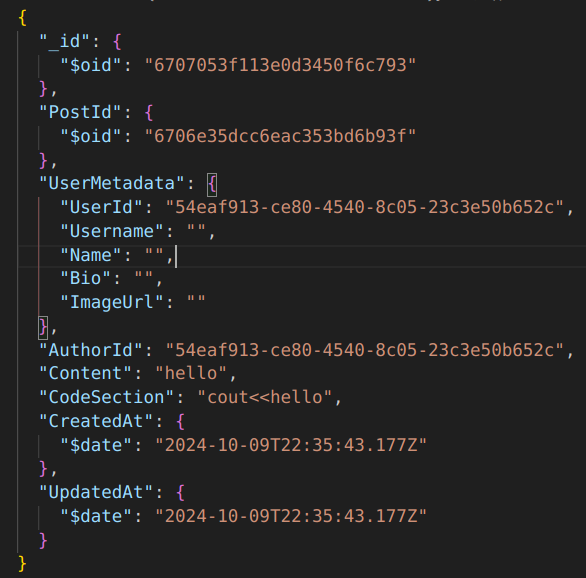 {
  "_id": {
    "$oid": "6707053f113e0d3450f6c793"
  },
  "PostId": {
    "$oid": "6706e35dcc6eac353bd6b93f"
  },
  "UserMetadata": {
    "UserId": "54eaf913-ce80-4540-8c05-23c3e50b652c",
    "Username": "",
    "Name": "",
    "Bio": "",
    "ImageUrl": ""
  },
  "AuthorId": "54eaf913-ce80-4540-8c05-23c3e50b652c",
  "Content": "hello",
  "CodeSection": "cout<<hello",
  "CreatedAt": {
    "$date": "2024-10-09T22:35:43.177Z"
  },
  "UpdatedAt": {
    "$date": "2024-10-09T22:35:43.177Z"
  }
}